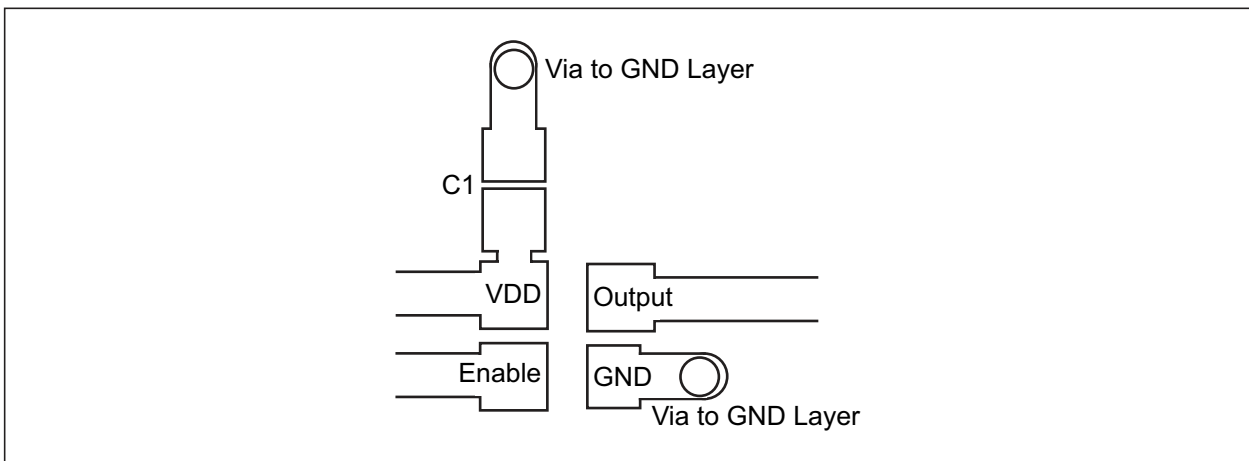 Via to GND Layer
C1
VDD
Output
Enable
GND
Via to GND Layer